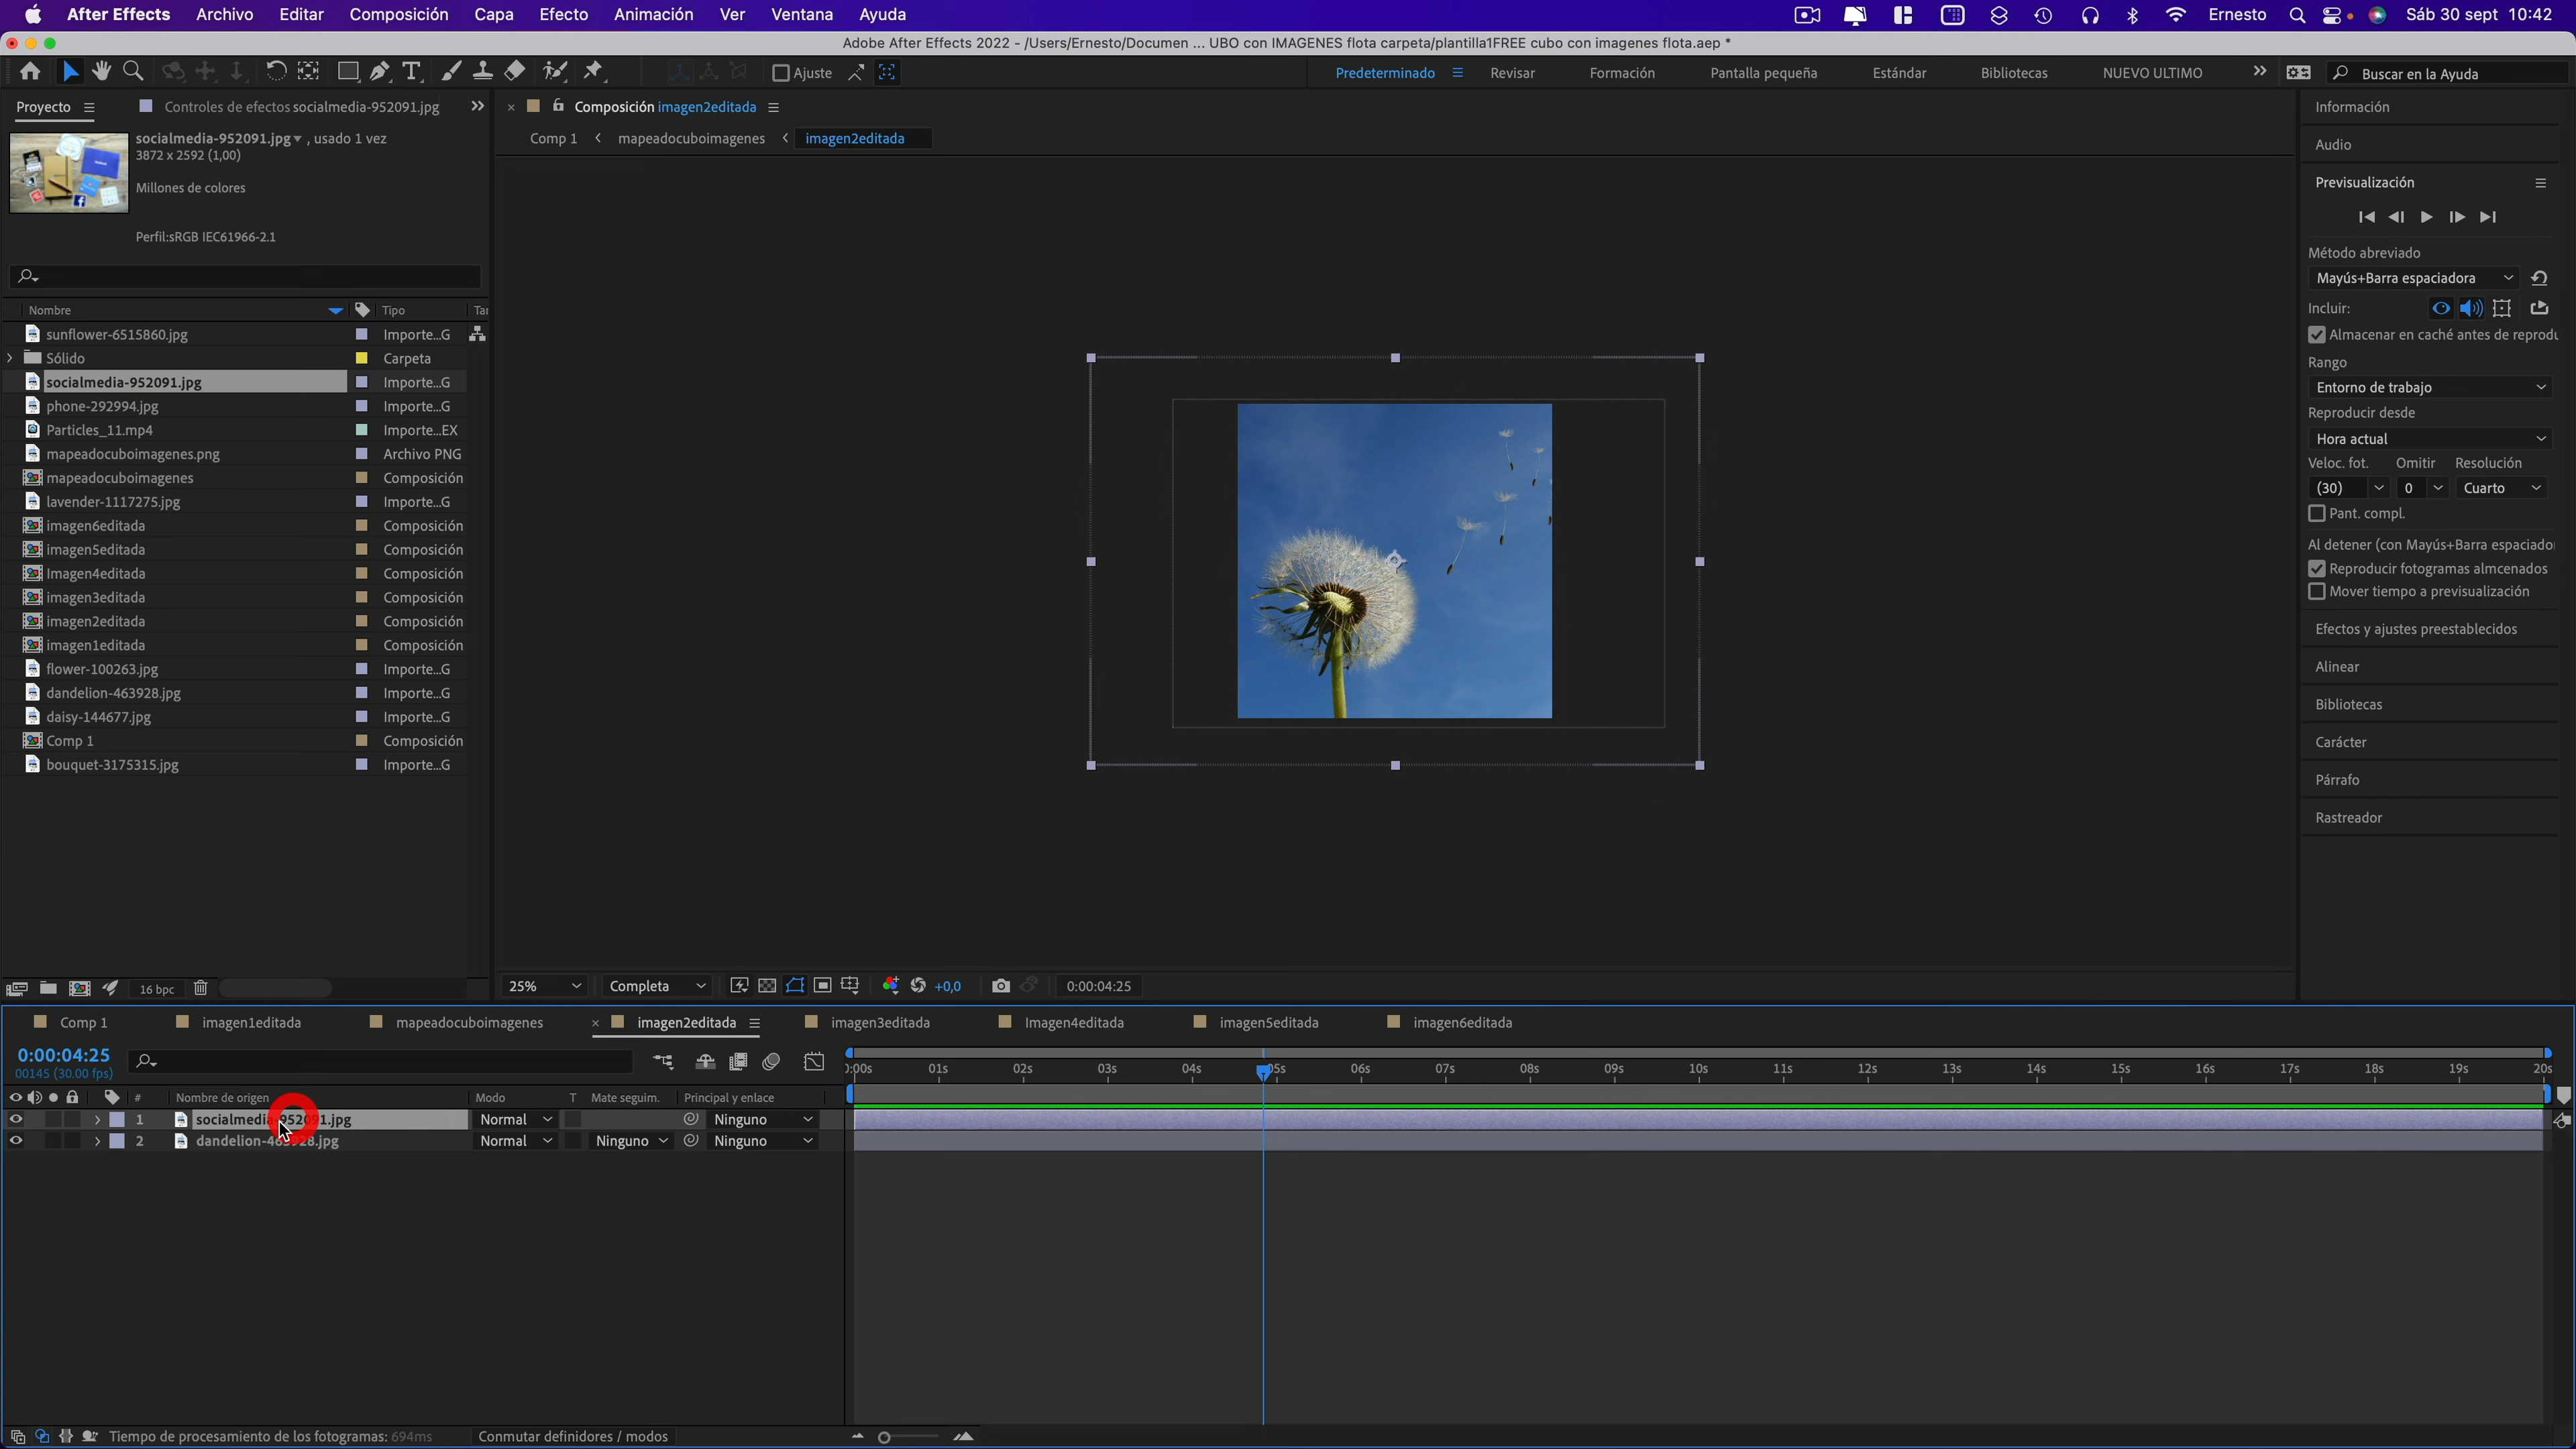 After Effects Archivo Editar Composición Capa Efecto Animación Ver Ventana Ayuda Ernesto Sáb 30 sept 10:42
Adobe After Effects 2022 - /Users/Ernesto/Documen ... UBO con IMAGENES flota carpeta/plantilla1FREE cubo con imagenes flota.aep *
Ajuste Predeterminado Revisar Formación Pantalla pequeña Estándar Bibliotecas NUEVO ULTIMO Buscar en la Ayuda
Proyecto Controles de efectos socialmedia-952091.jpg
socialmedia-952091.jpg , usado 1 vez
3872 x 2592 (1,00)
Millones de colores
Perfil:sRGB IEC61966-2.1
Nombre Tipo Tar
sunflower-6515860.jpg Importe...G
Sólido Carpeta
socialmedia-952091.jpg Importe...G
phone-292994.jpg Importe...G
Particles_11.mp4 Importe...EX
mapeadocuboimagenes.png Archivo PNG
mapeadocuboimagenes Composición
lavender-1117275.jpg Importe...G
imagen6editada Composición
imagen5editada Composición
Imagen4editada Composición
imagen3editada Composición
imagen2editada Composición
imagen1editada Composición
flower-100263.jpg Importe...G
dandelion-463928.jpg Importe...G
daisy-144677.jpg Importe...G
Comp 1 Composición
bouquet-3175315.jpg Importe...G
16 bpc
Composición imagen2editada
Comp 1 mapeadocuboimagenes imagen2editada
25% Completa +0,0 0:00:04:25
Información
Audio
Previsualización
Método abreviado
Mayús+Barra espaciadora
Incluir:
Almacenar en caché antes de reprodu
Rango
Entorno de trabajo
Reproducir desde
Hora actual
Veloc. fot. Omitir Resolución
(30) 0 Cuarto
Pant. compl.
Al detener (con Mayús+Barra espaciado
Reproducir fotogramas almcenados
Mover tiempo a previsualización
Efectos y ajustes preestablecidos
Alinear
Bibliotecas
Carácter
Párrafo
Rastreador
Comp 1 imagen1editada mapeadocuboimagenes imagen2editada imagen3editada Imagen4editada imagen5editada imagen6editada
0:00:04:25
00145 (30.00 fps)
):00s 01s 02s 03s 04s 05s 06s 07s 08s 09s 10s 11s 12s 13s 14s 15s 16s 17s 18s 19s 20s
# Nombre de origen Modo T Mate seguim. Principal y enlace
1 socialmedia-952091.jpg Normal Ninguno
2 dandelion-463928.jpg Normal Ninguno Ninguno
Tiempo de procesamiento de los fotogramas: 694ms Conmutar definidores / modos